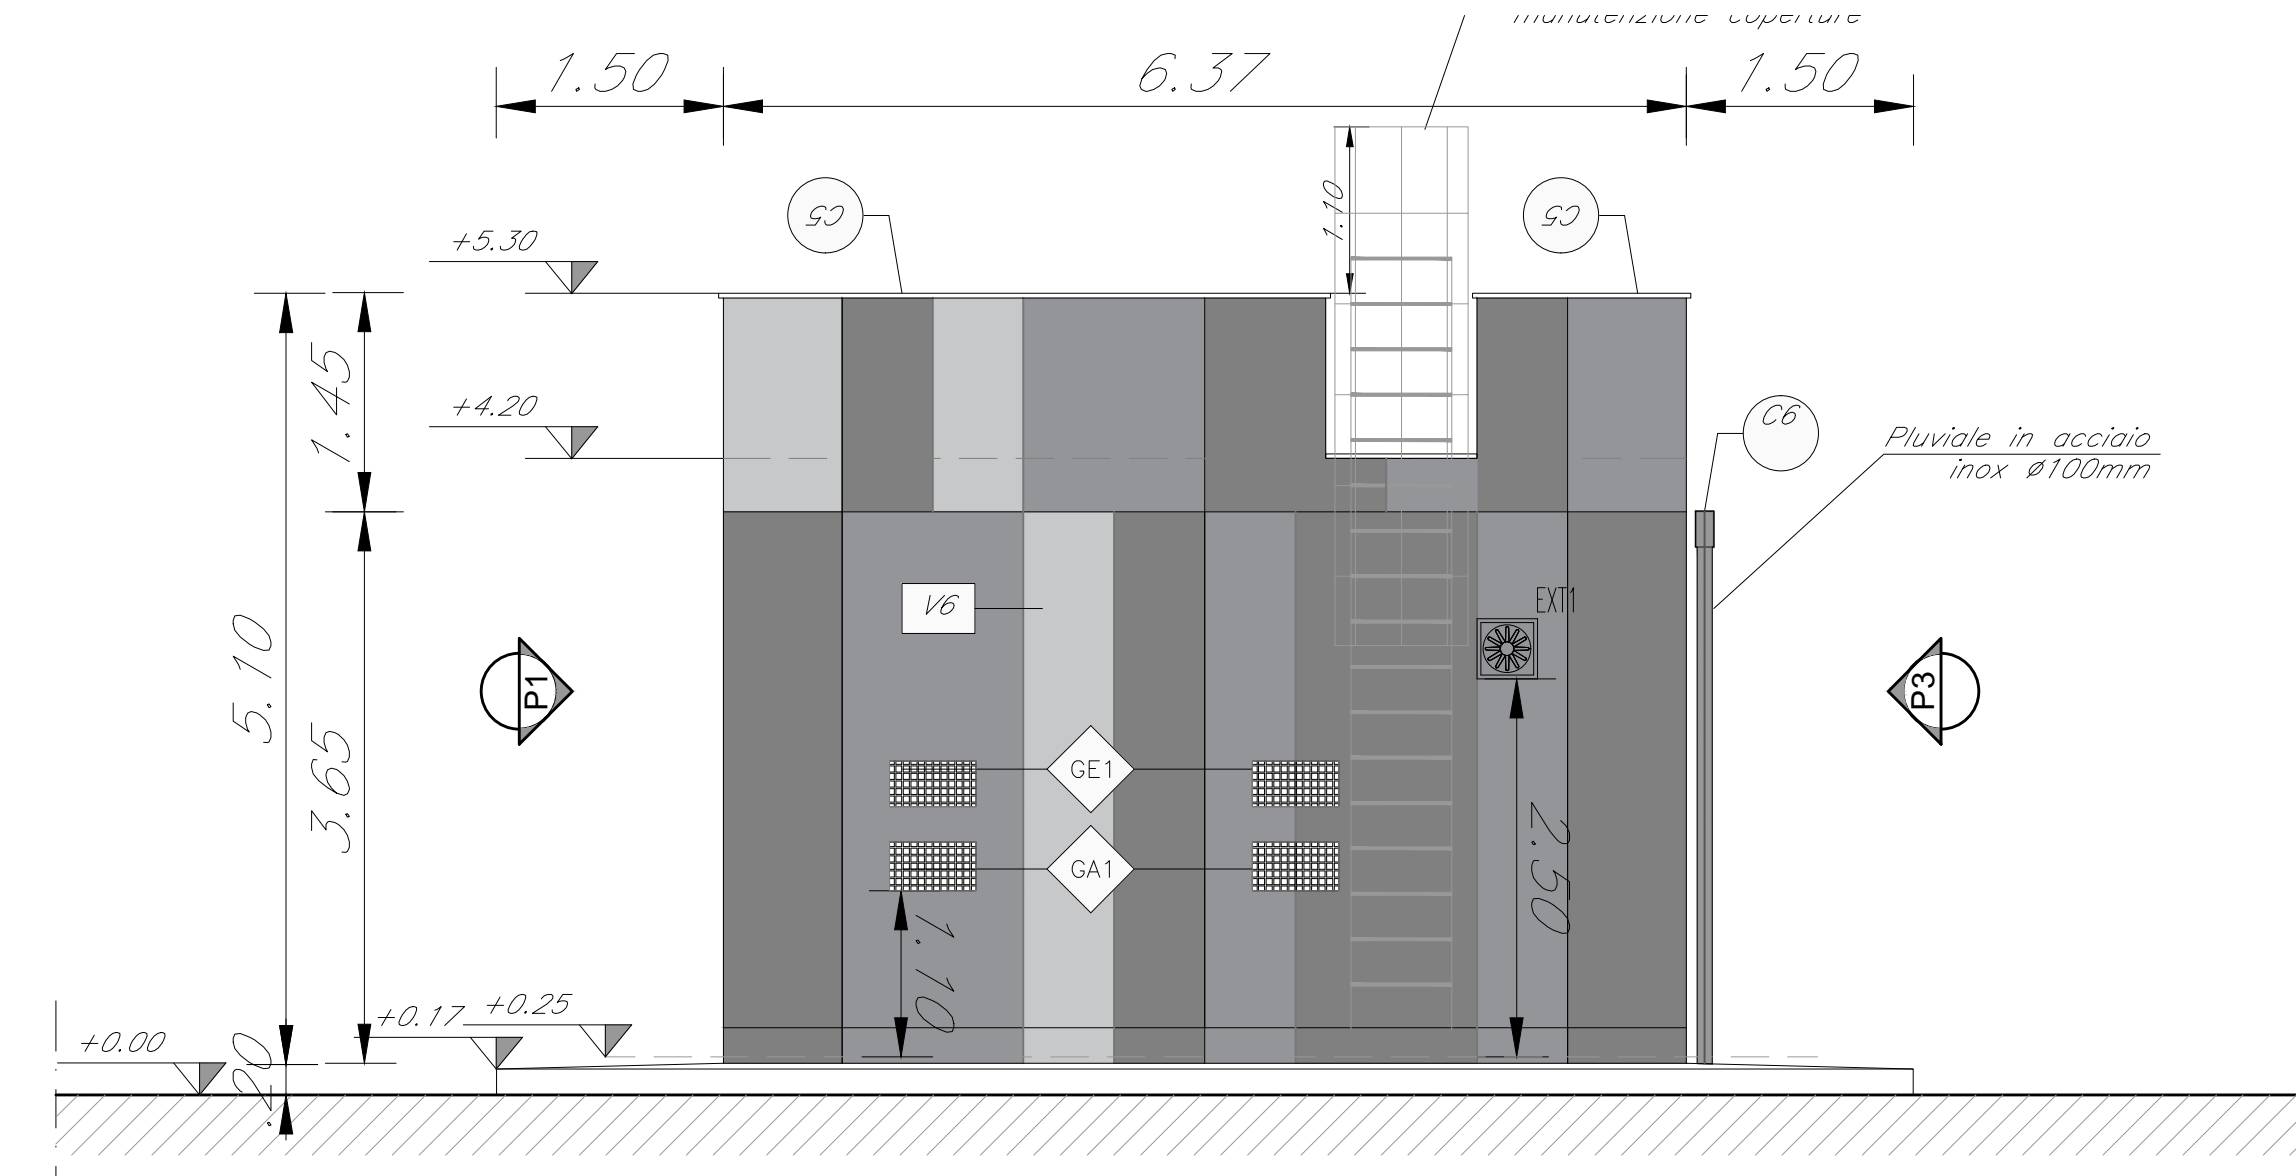 manutenzione coperture
1.50
6.37
1.50
1.10
C5
C5
+5.30
+4.20
1.45
C6
Pluviale in acciaio
inox ø100mm
V6
EXT1
5.10
3.65
P1
P3
GE1
GA1
2.50
1.10
+0.17
+0.25
+0.00
.20